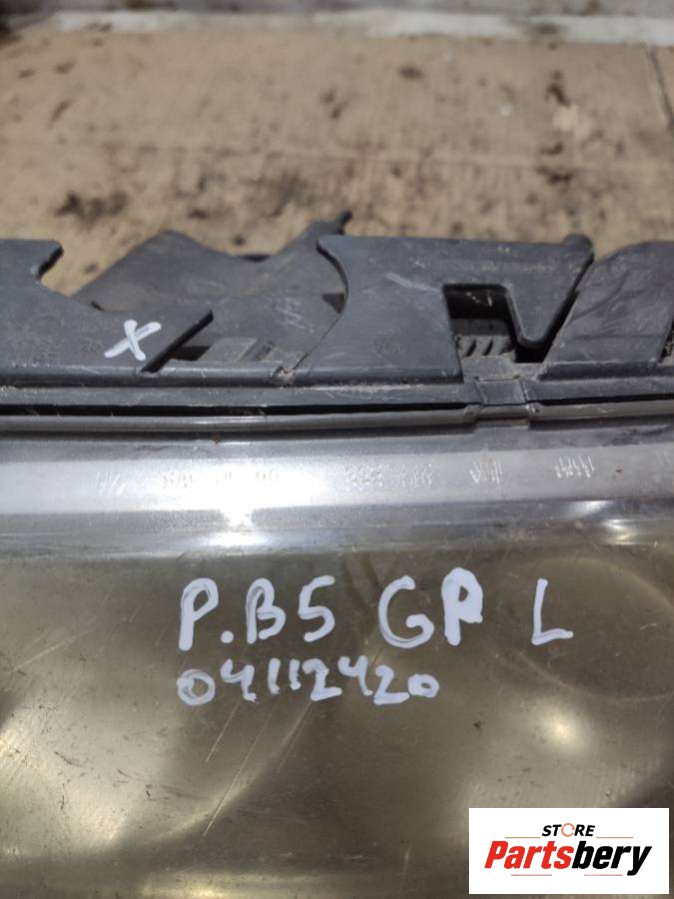 x
P.B5 GP L
04112420
STORE
Partsbery